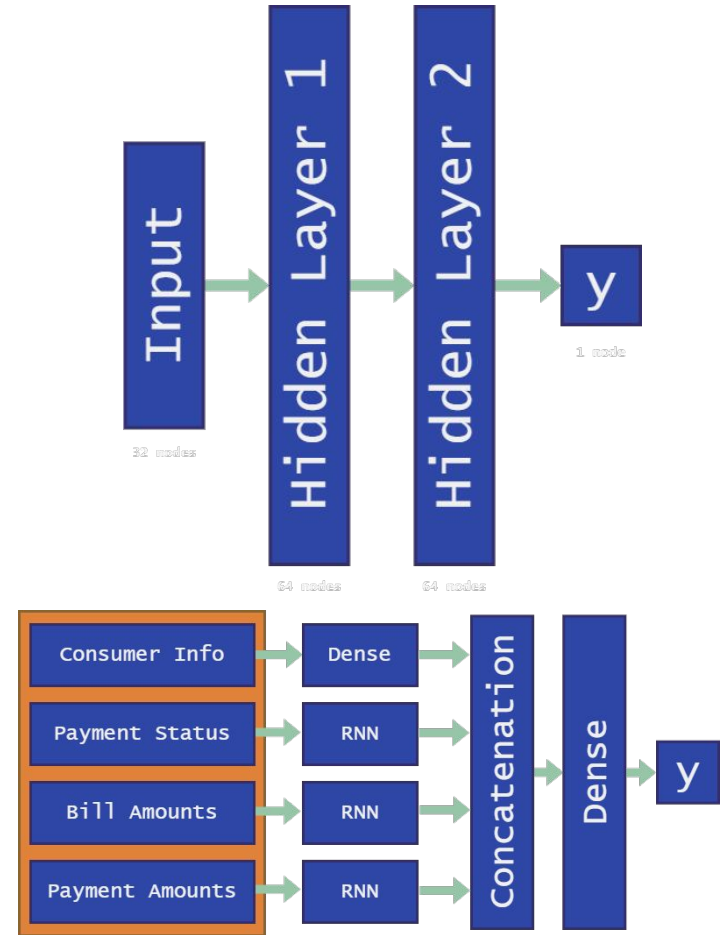 Input
Hidden Layer 1
Hidden Layer 2
y
1 node
32 nodes
64 nodes
64 nodes
Consumer Info
Dense
Payment Status
RNN
Bill Amounts
RNN
Payment Amounts
RNN
Concatenation
Dense
y